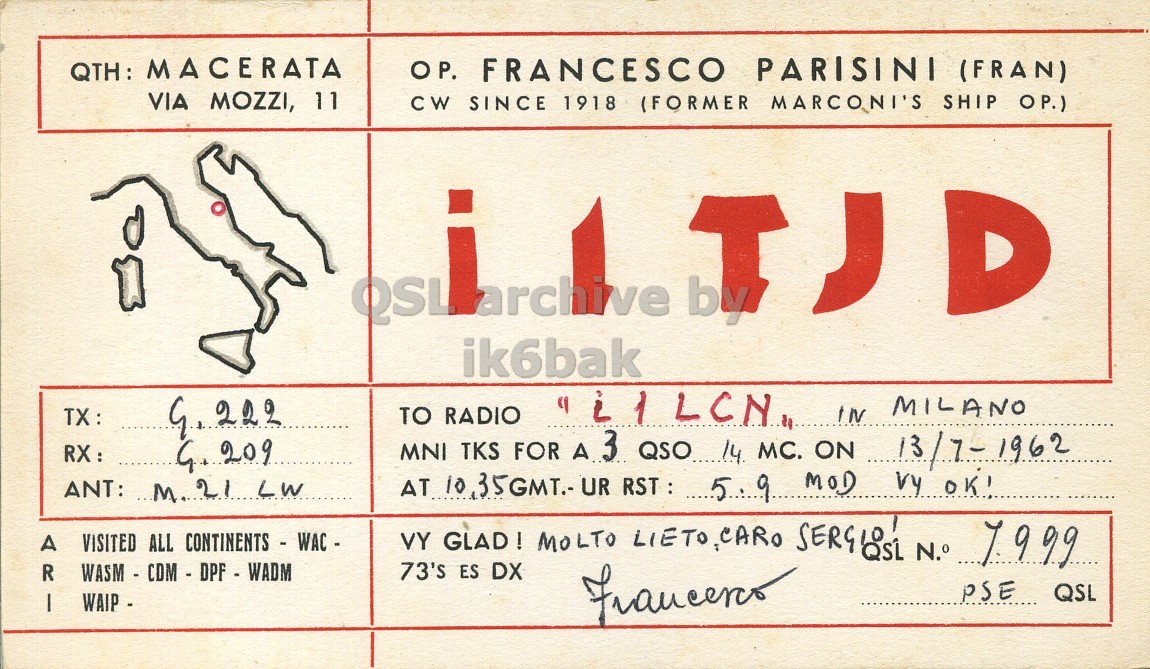 QTH: MACERATA
VIA MOZZI, 11
OP. FRANCESCO PARISINI (FRAN)
CW SINCE 1918 (FORMER MARCONI'S SHIP OP.)
i1TJD
QSL archive by
ik6bak
TX: G. 222
RX: G. 209
ANT: M. 21 LW
TO RADIO "i1LCN" IN MILANO
MNI TKS FOR A 3 QSO 14 MC. ON 13/7-1962
AT 10,35 GMT.- UR RST: 5.9 MOD VY OK!
A VISITED ALL CONTINENTS - WAC -
R WASM - CDM - DPF - WADM
I WAIP -
VY GLAD! MOLTO LIETO, CARO SERGIO! QSL N.º 7.999
73'S ES DX
Francesco
PSE QSL